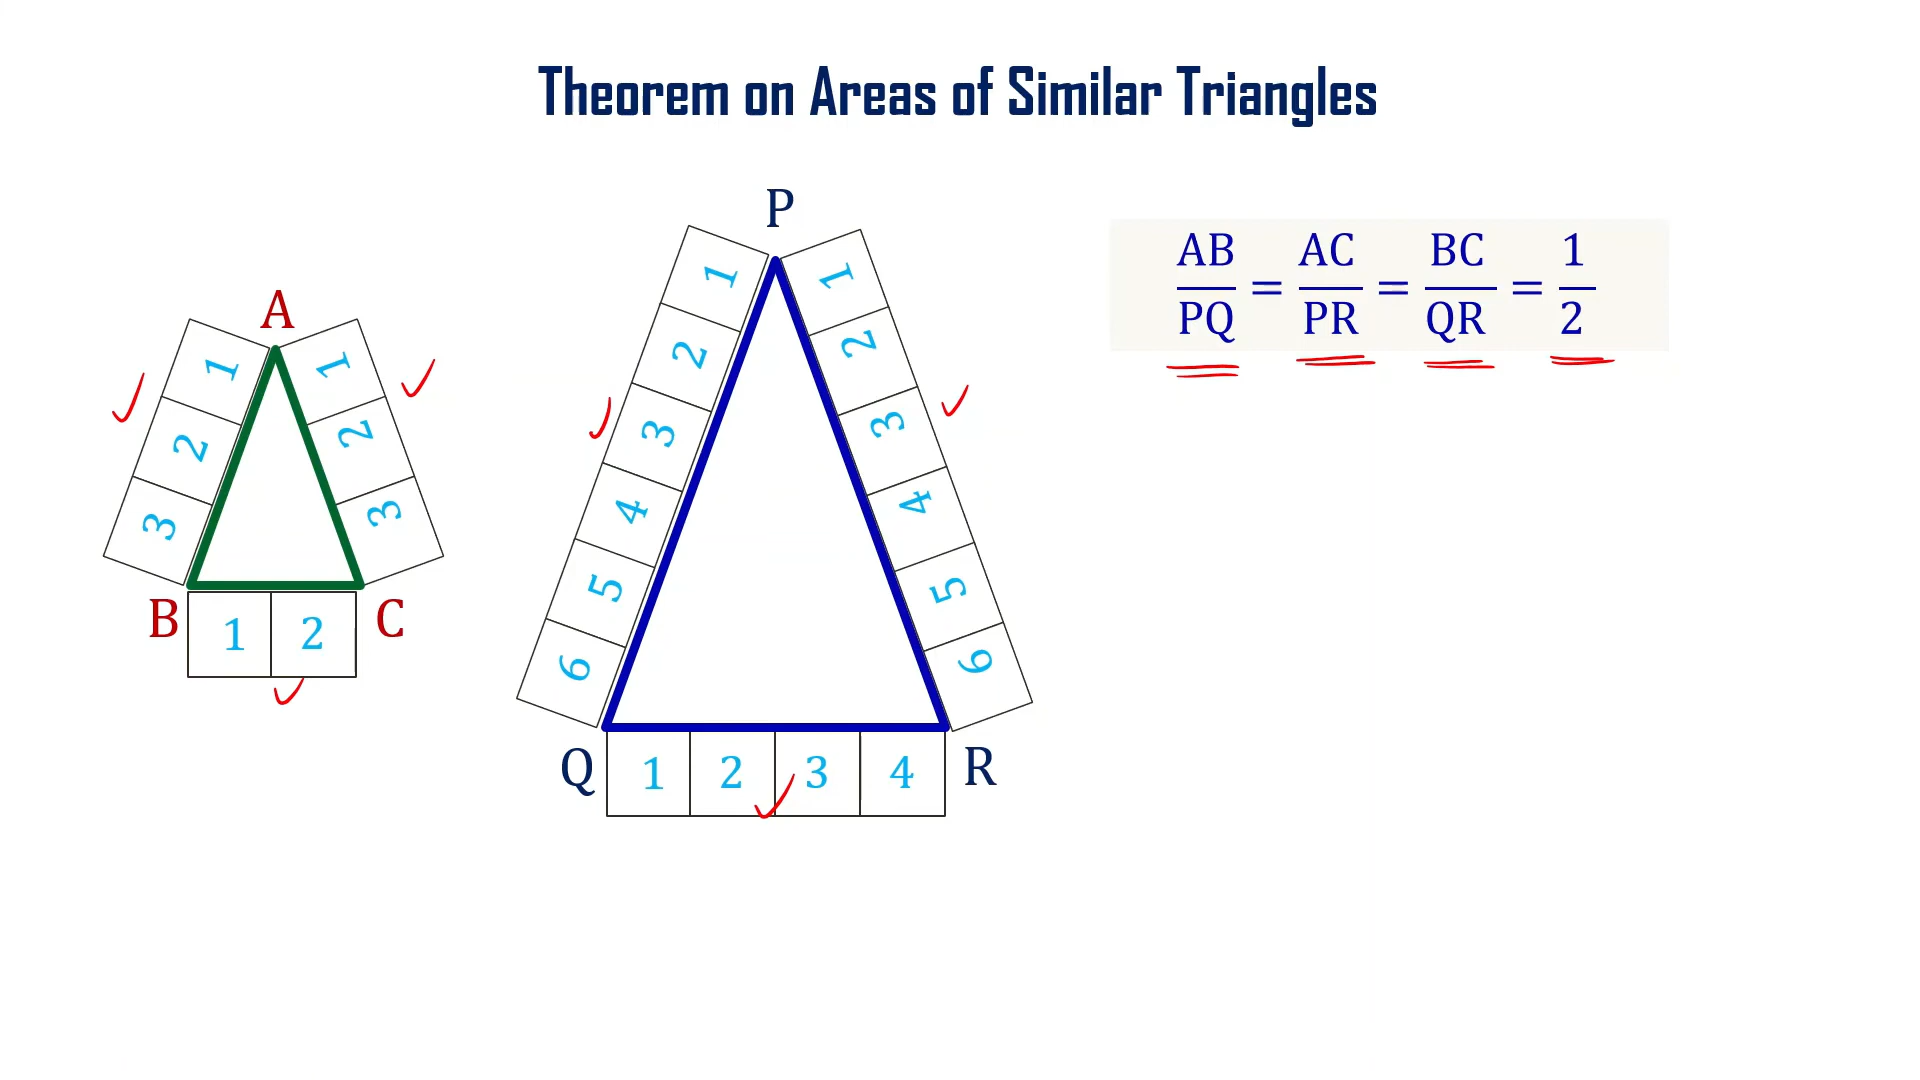 Theorem on Areas of Similar Triangles
A
1
2
3
1
2
3
B
C
1 2
P
1
2
3
4
5
6
1
2
3
4
5
6
Q
R
1 2 3 4
AB/PQ = AC/PR = BC/QR = 1/2